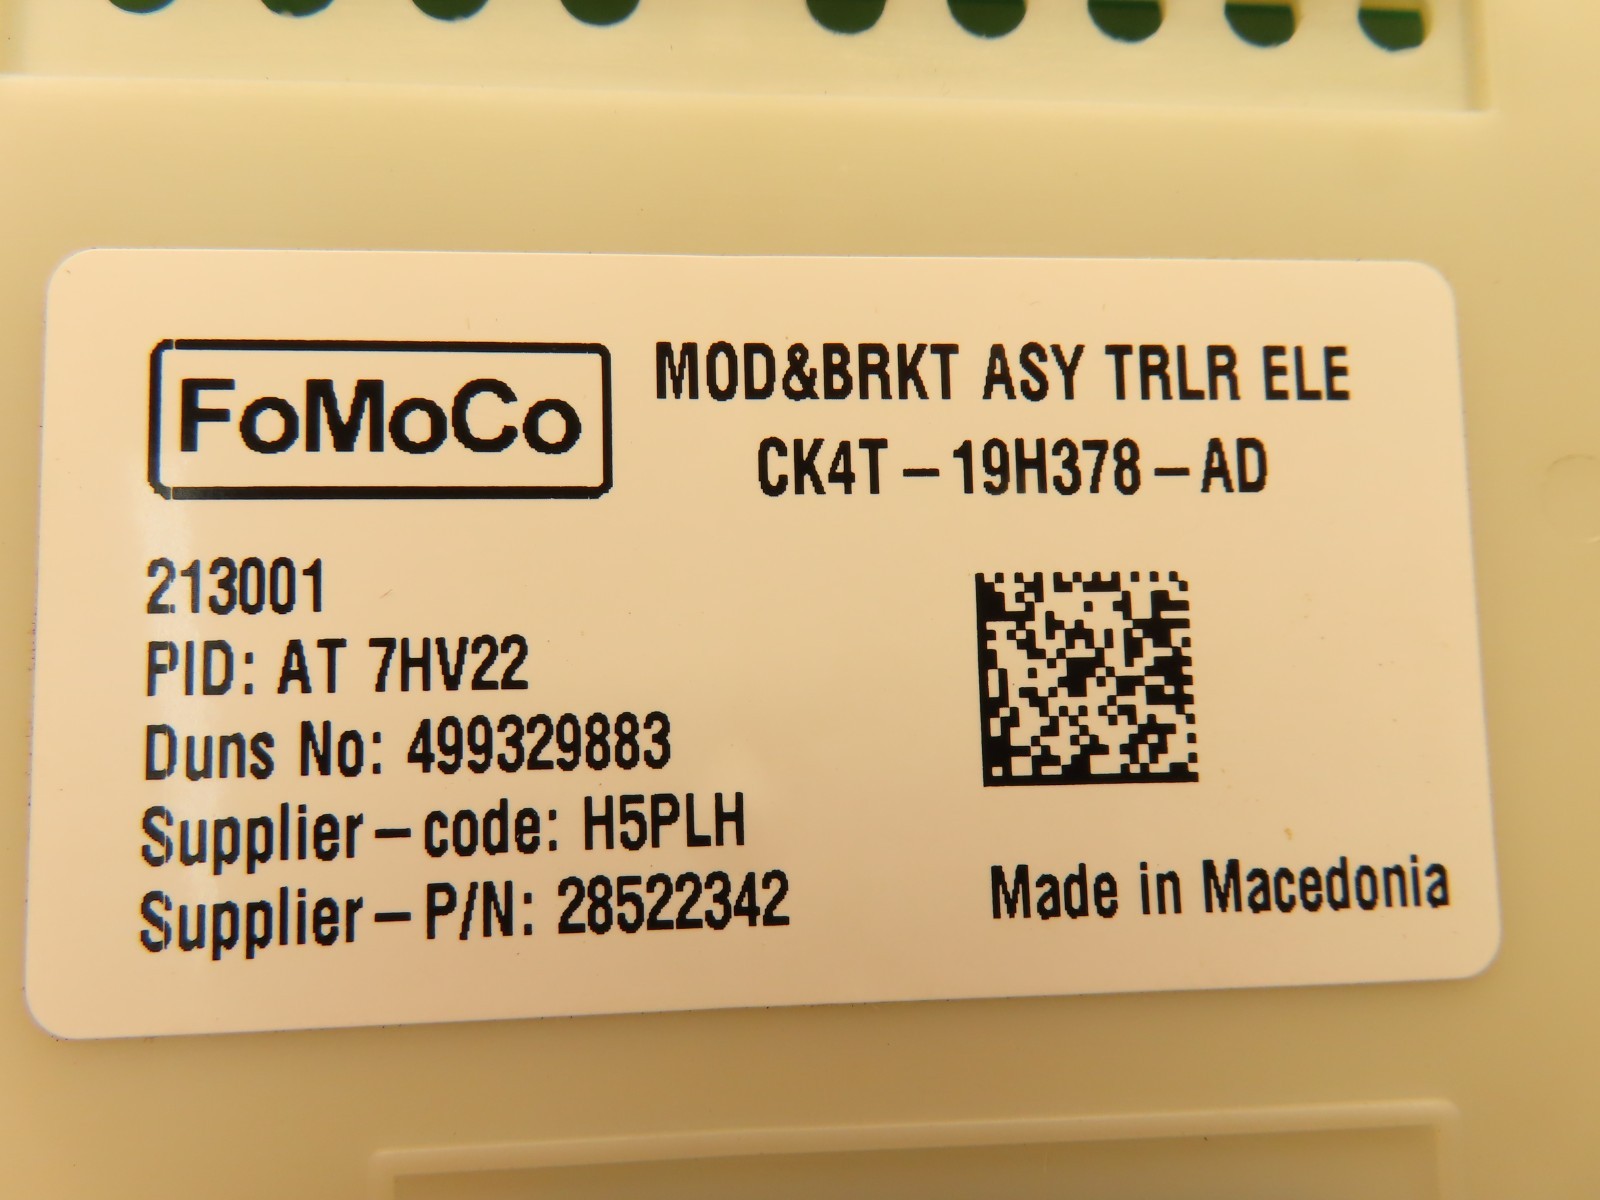 FoMoCo
MOD&BRKT ASY TRLR ELE
CK4T-19H378-AD
213001
PID: AT 7HV22
Duns No: 499329883
Supplier-code: H5PLH
Supplier-P/N: 28522342
Made in Macedonia